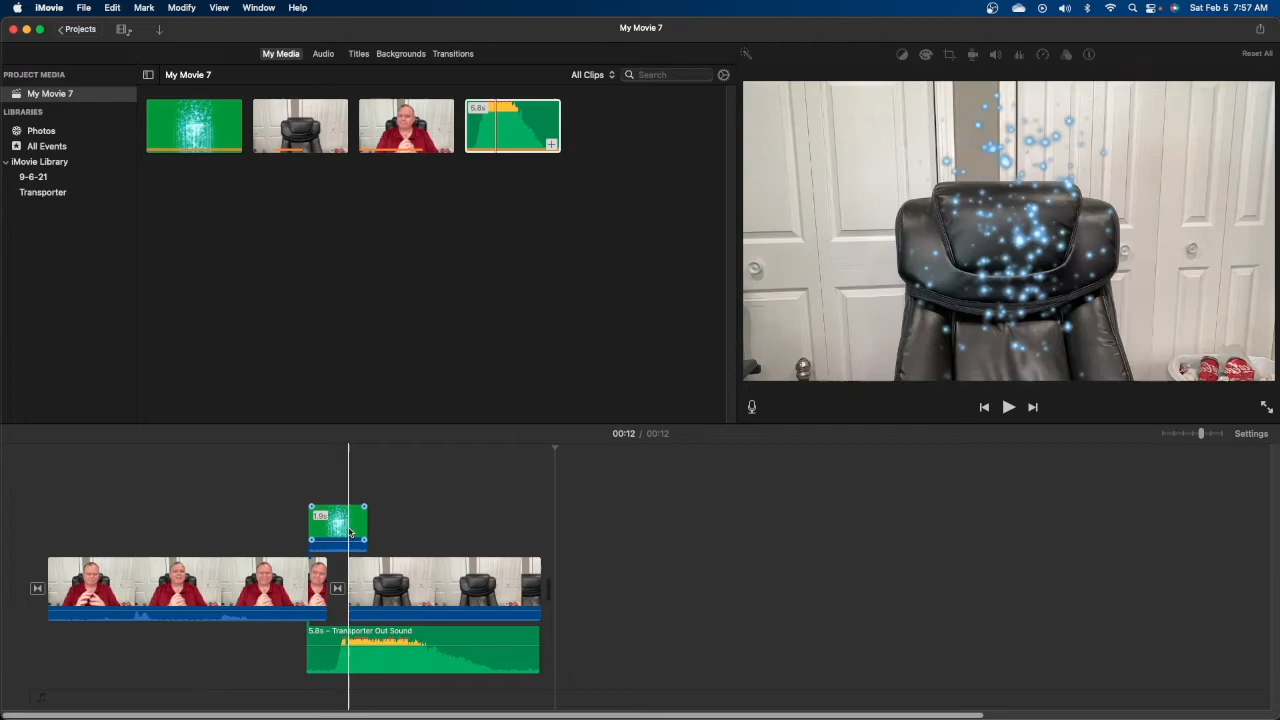 iMovie File Edit Mark Modify View Window Help Sat Feb 5 7:57 AM
Projects My Movie 7
My Media Audio Titles Backgrounds Transitions Reset All
PROJECT MEDIA My Movie 7 All Clips Search
My Movie 7
LIBRARIES
Photos
All Events
iMovie Library
9-6-21
Transporter
5.8s
00:12 / 00:12 Settings
1.9s
5.8s – Transporter Out Sound